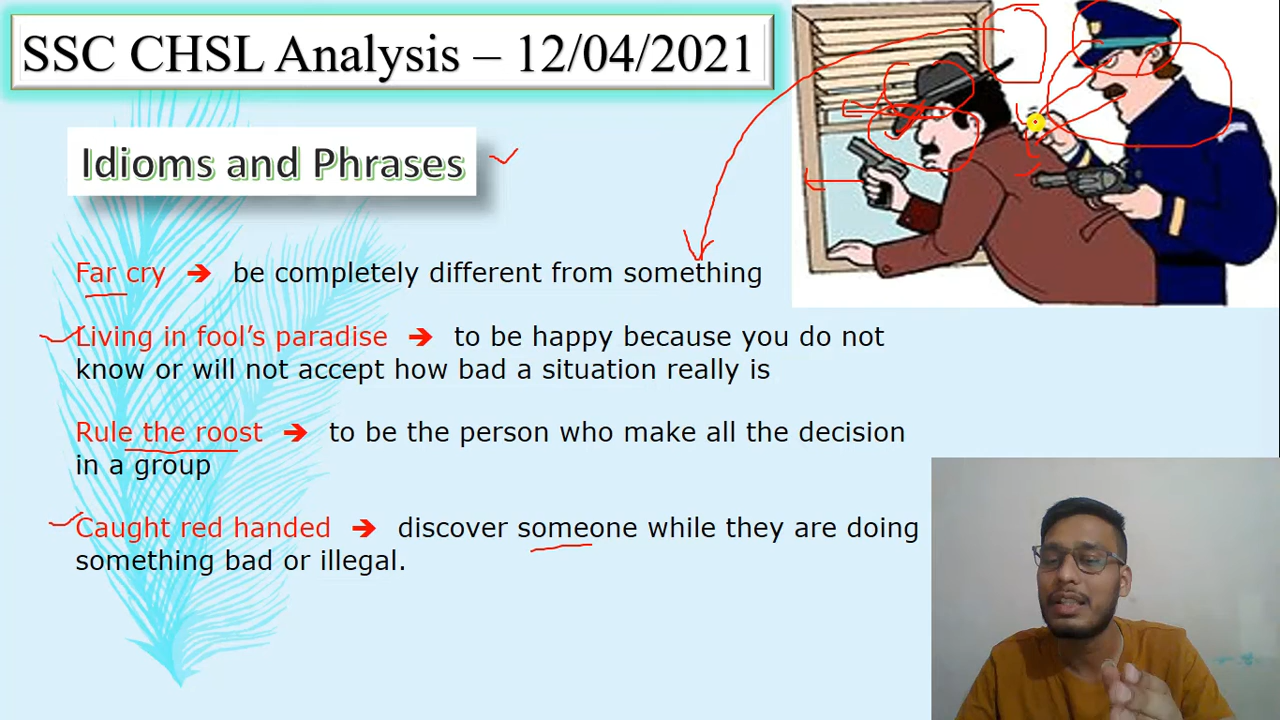 SSC CHSL Analysis – 12/04/2021
Idioms and Phrases
Far cry ➔ be completely different from something
Living in fool's paradise ➔ to be happy because you do not
know or will not accept how bad a situation really is
Rule the roost ➔ to be the person who make all the decision
in a group
Caught red handed ➔ discover someone while they are doing
something bad or illegal.